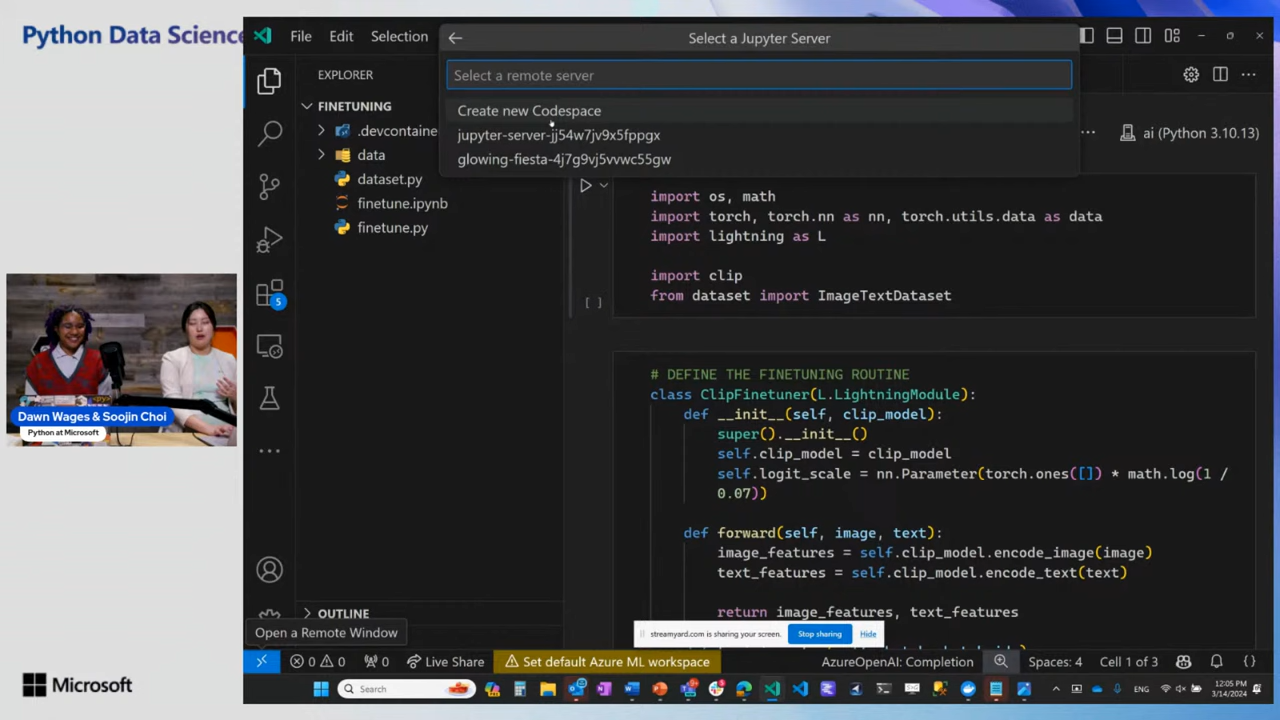 Python Data Science
File Edit Selection
Select a Jupyter Server
Select a remote server
Create new Codespace
jupyter-server-jj54w7jv9x5fppgx
glowing-fiesta-4j7g9vj5vvwc55gw
EXPLORER
FINETUNING
.devcontaine
data
dataset.py
finetune.ipynb
finetune.py
5
OUTLINE
Open a Remote Window
ai (Python 3.10.13)
import os, math
import torch, torch.nn as nn, torch.utils.data as data
import lightning as L
import clip
from dataset import ImageTextDataset
[ ]
# DEFINE THE FINETUNING ROUTINE
class ClipFinetuner(L.LightningModule):
def __init__(self, clip_model):
super().__init__()
self.clip_model = clip_model
self.logit_scale = nn.Parameter(torch.ones([]) * math.log(1 /
0.07))
def forward(self, image, text):
image_features = self.clip_model.encode_image(image)
text_features = self.clip_model.encode_text(text)
return image_features, text_features
streamyard.com is sharing your screen. Stop sharing Hide
0 0 0 Live Share Set default Azure ML workspace AzureOpenAI: Completion Spaces: 4 Cell 1 of 3
Search
ENG
12:05 PM
3/14/2024
Dawn Wages & Soojin Choi
Python at Microsoft
Microsoft